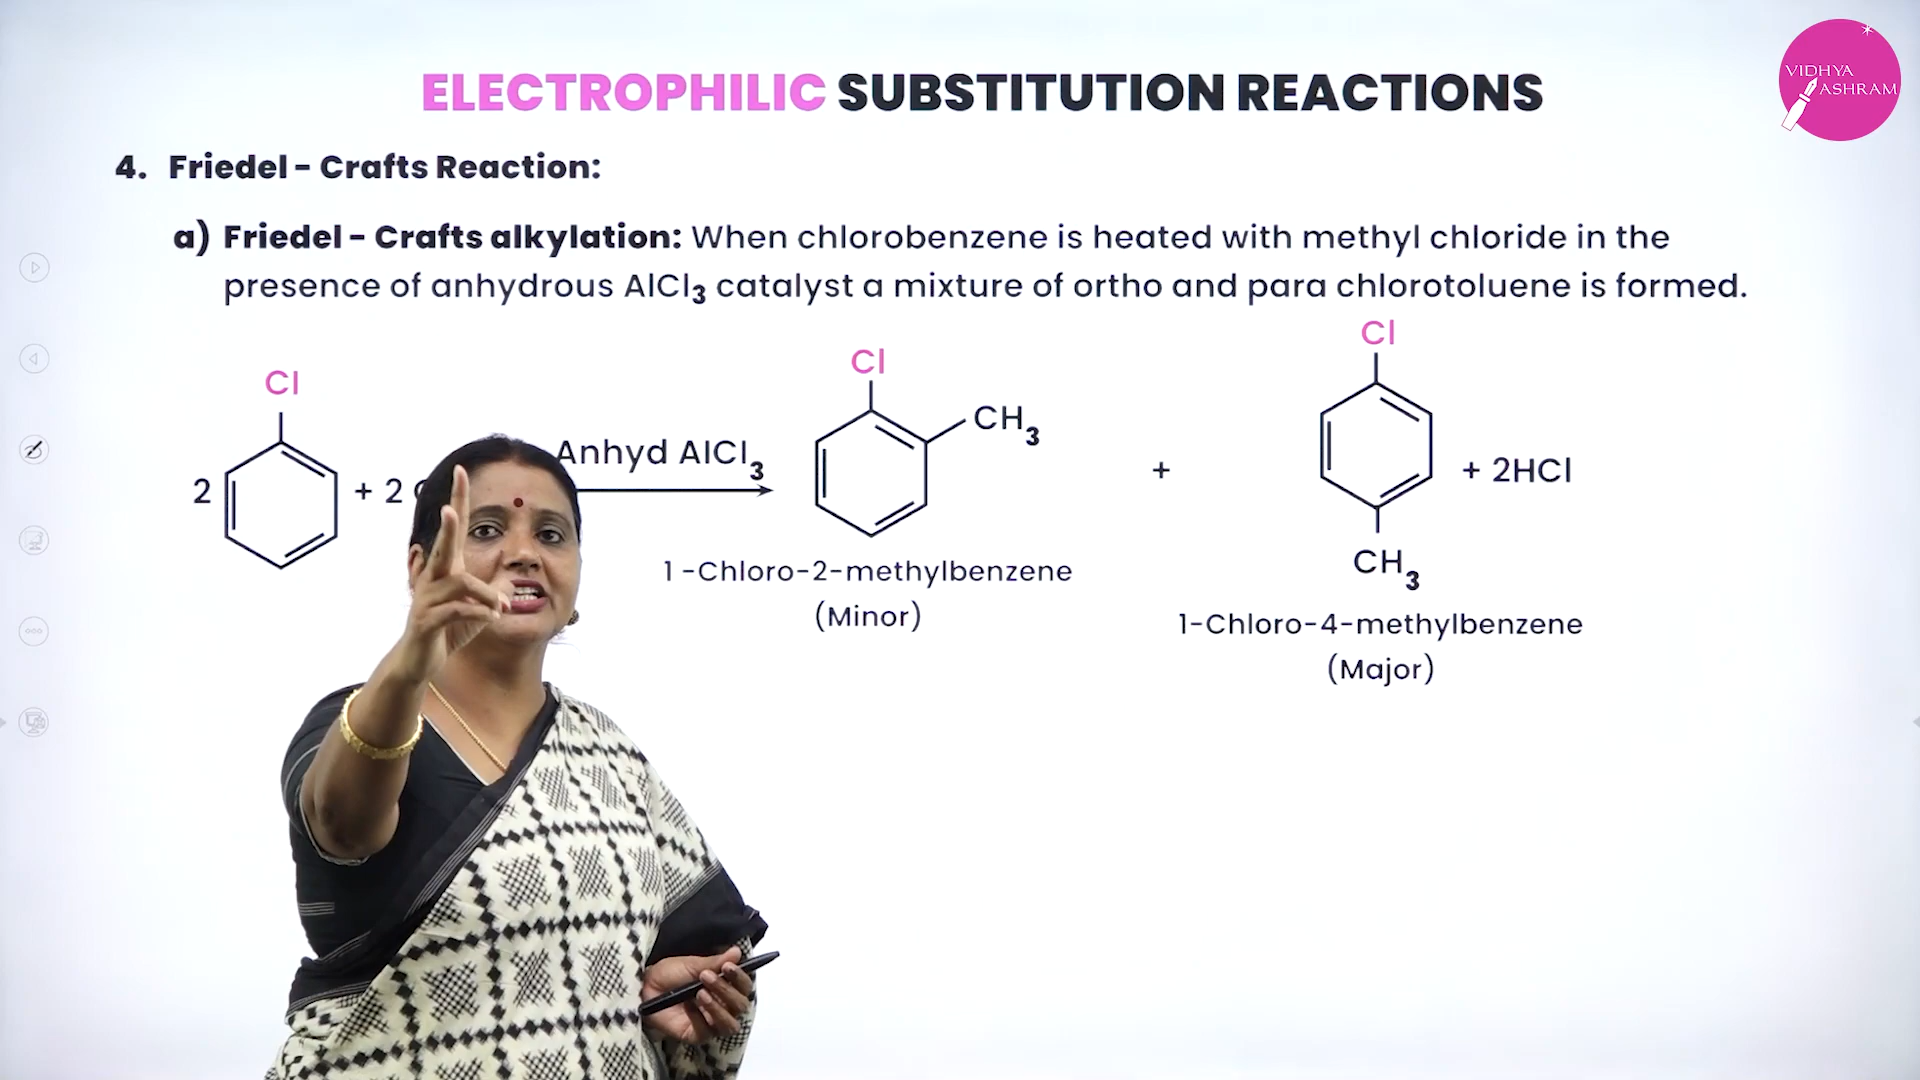 VIDHYA
ASHRAM
ELECTROPHILIC SUBSTITUTION REACTIONS
4. Friedel - Crafts Reaction:
a) Friedel - Crafts alkylation: When chlorobenzene is heated with methyl chloride in the
presence of anhydrous AlCl3 catalyst a mixture of ortho and para chlorotoluene is formed.
Cl
2
+ 2
Anhyd AlCl3
Cl
CH3
1-Chloro-2-methylbenzene
(Minor)
+
Cl
CH3
+ 2HCl
1-Chloro-4-methylbenzene
(Major)